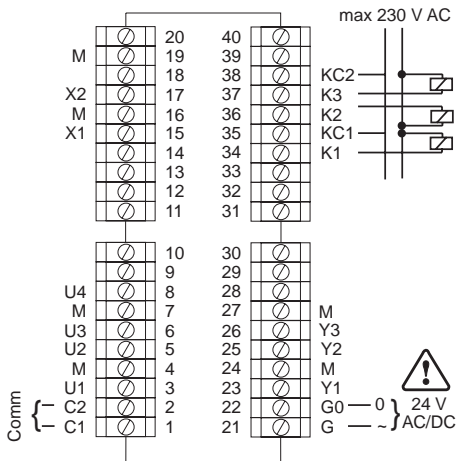 max 230 V AC
20 40
M 19 39
18 38 KC2
X2 17 37 K3
M 16 36 K2
X1 15 35 KC1
14 34 K1
13 33
12 32
11 31
10 30
9 29
U4 8 28
M 7 27 M
U3 6 26 Y3
U2 5 25 Y2
M 4 24 M
U1 3 23 Y1
Comm { C2 2 22 G0 0 } 24 V
C1 1 21 G ~ AC/DC
!